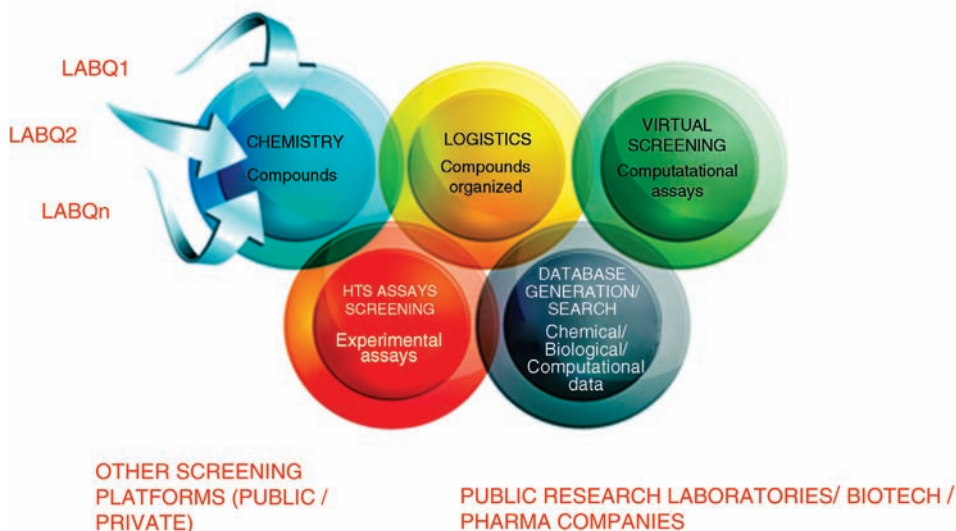 LABQ1
LABQ2
LABQn
CHEMISTRY
Compounds
LOGISTICS
Compounds
organized
VIRTUAL
SCREENING
Computatational
assays
HTS ASSAYS
SCREENING
Experimental
assays
DATABASE
GENERATION/
SEARCH
Chemical/
Biological/
Computational
data
OTHER SCREENING
PLATFORMS (PUBLIC /
PRIVATE)
PUBLIC RESEARCH LABORATORIES/ BIOTECH /
PHARMA COMPANIES